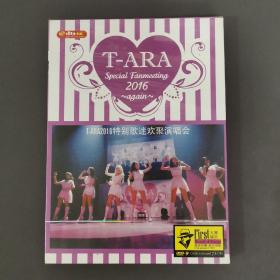 dts
T-ARA
Special Fanmeeting
2016
~again~
T-ARA2016特别歌迷欢聚演唱会
First